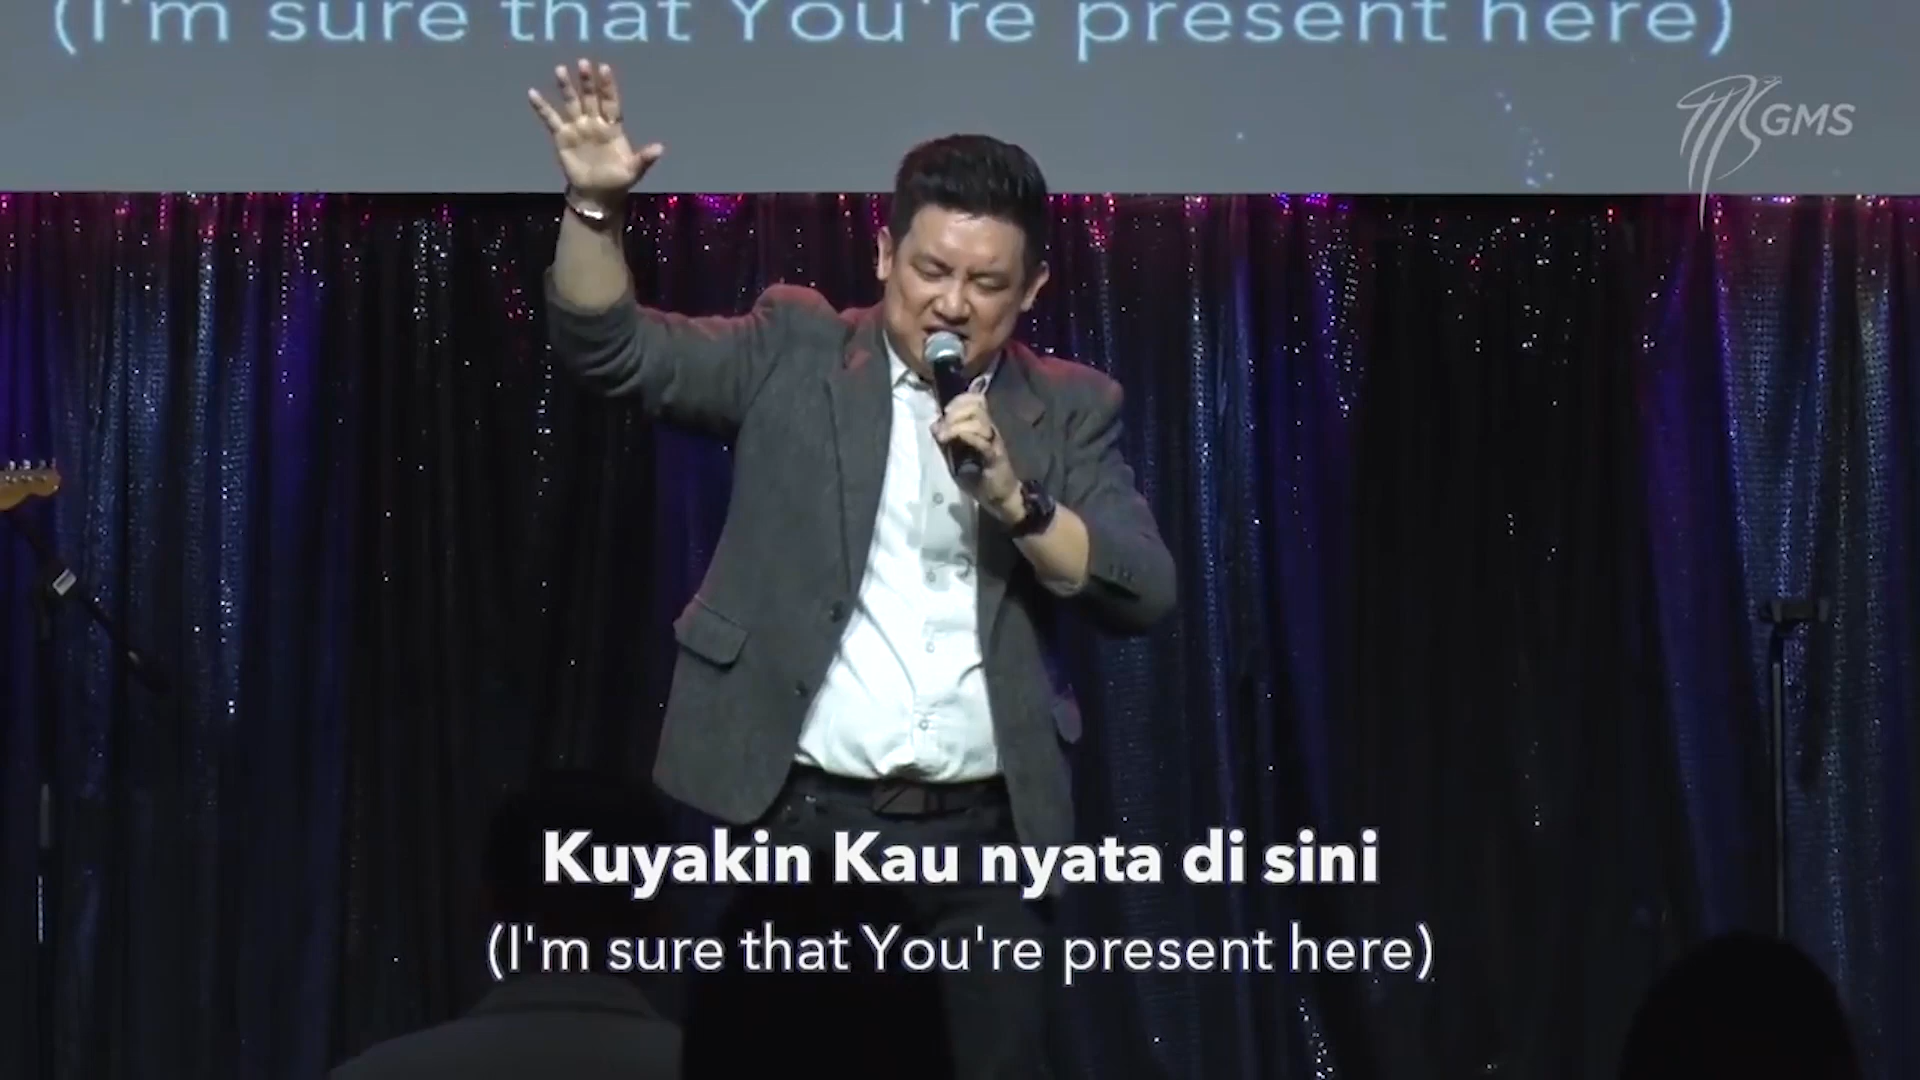 (I'm sure that You're present here)
GMS
Kuyakin Kau nyata di sini
(I'm sure that You're present here)